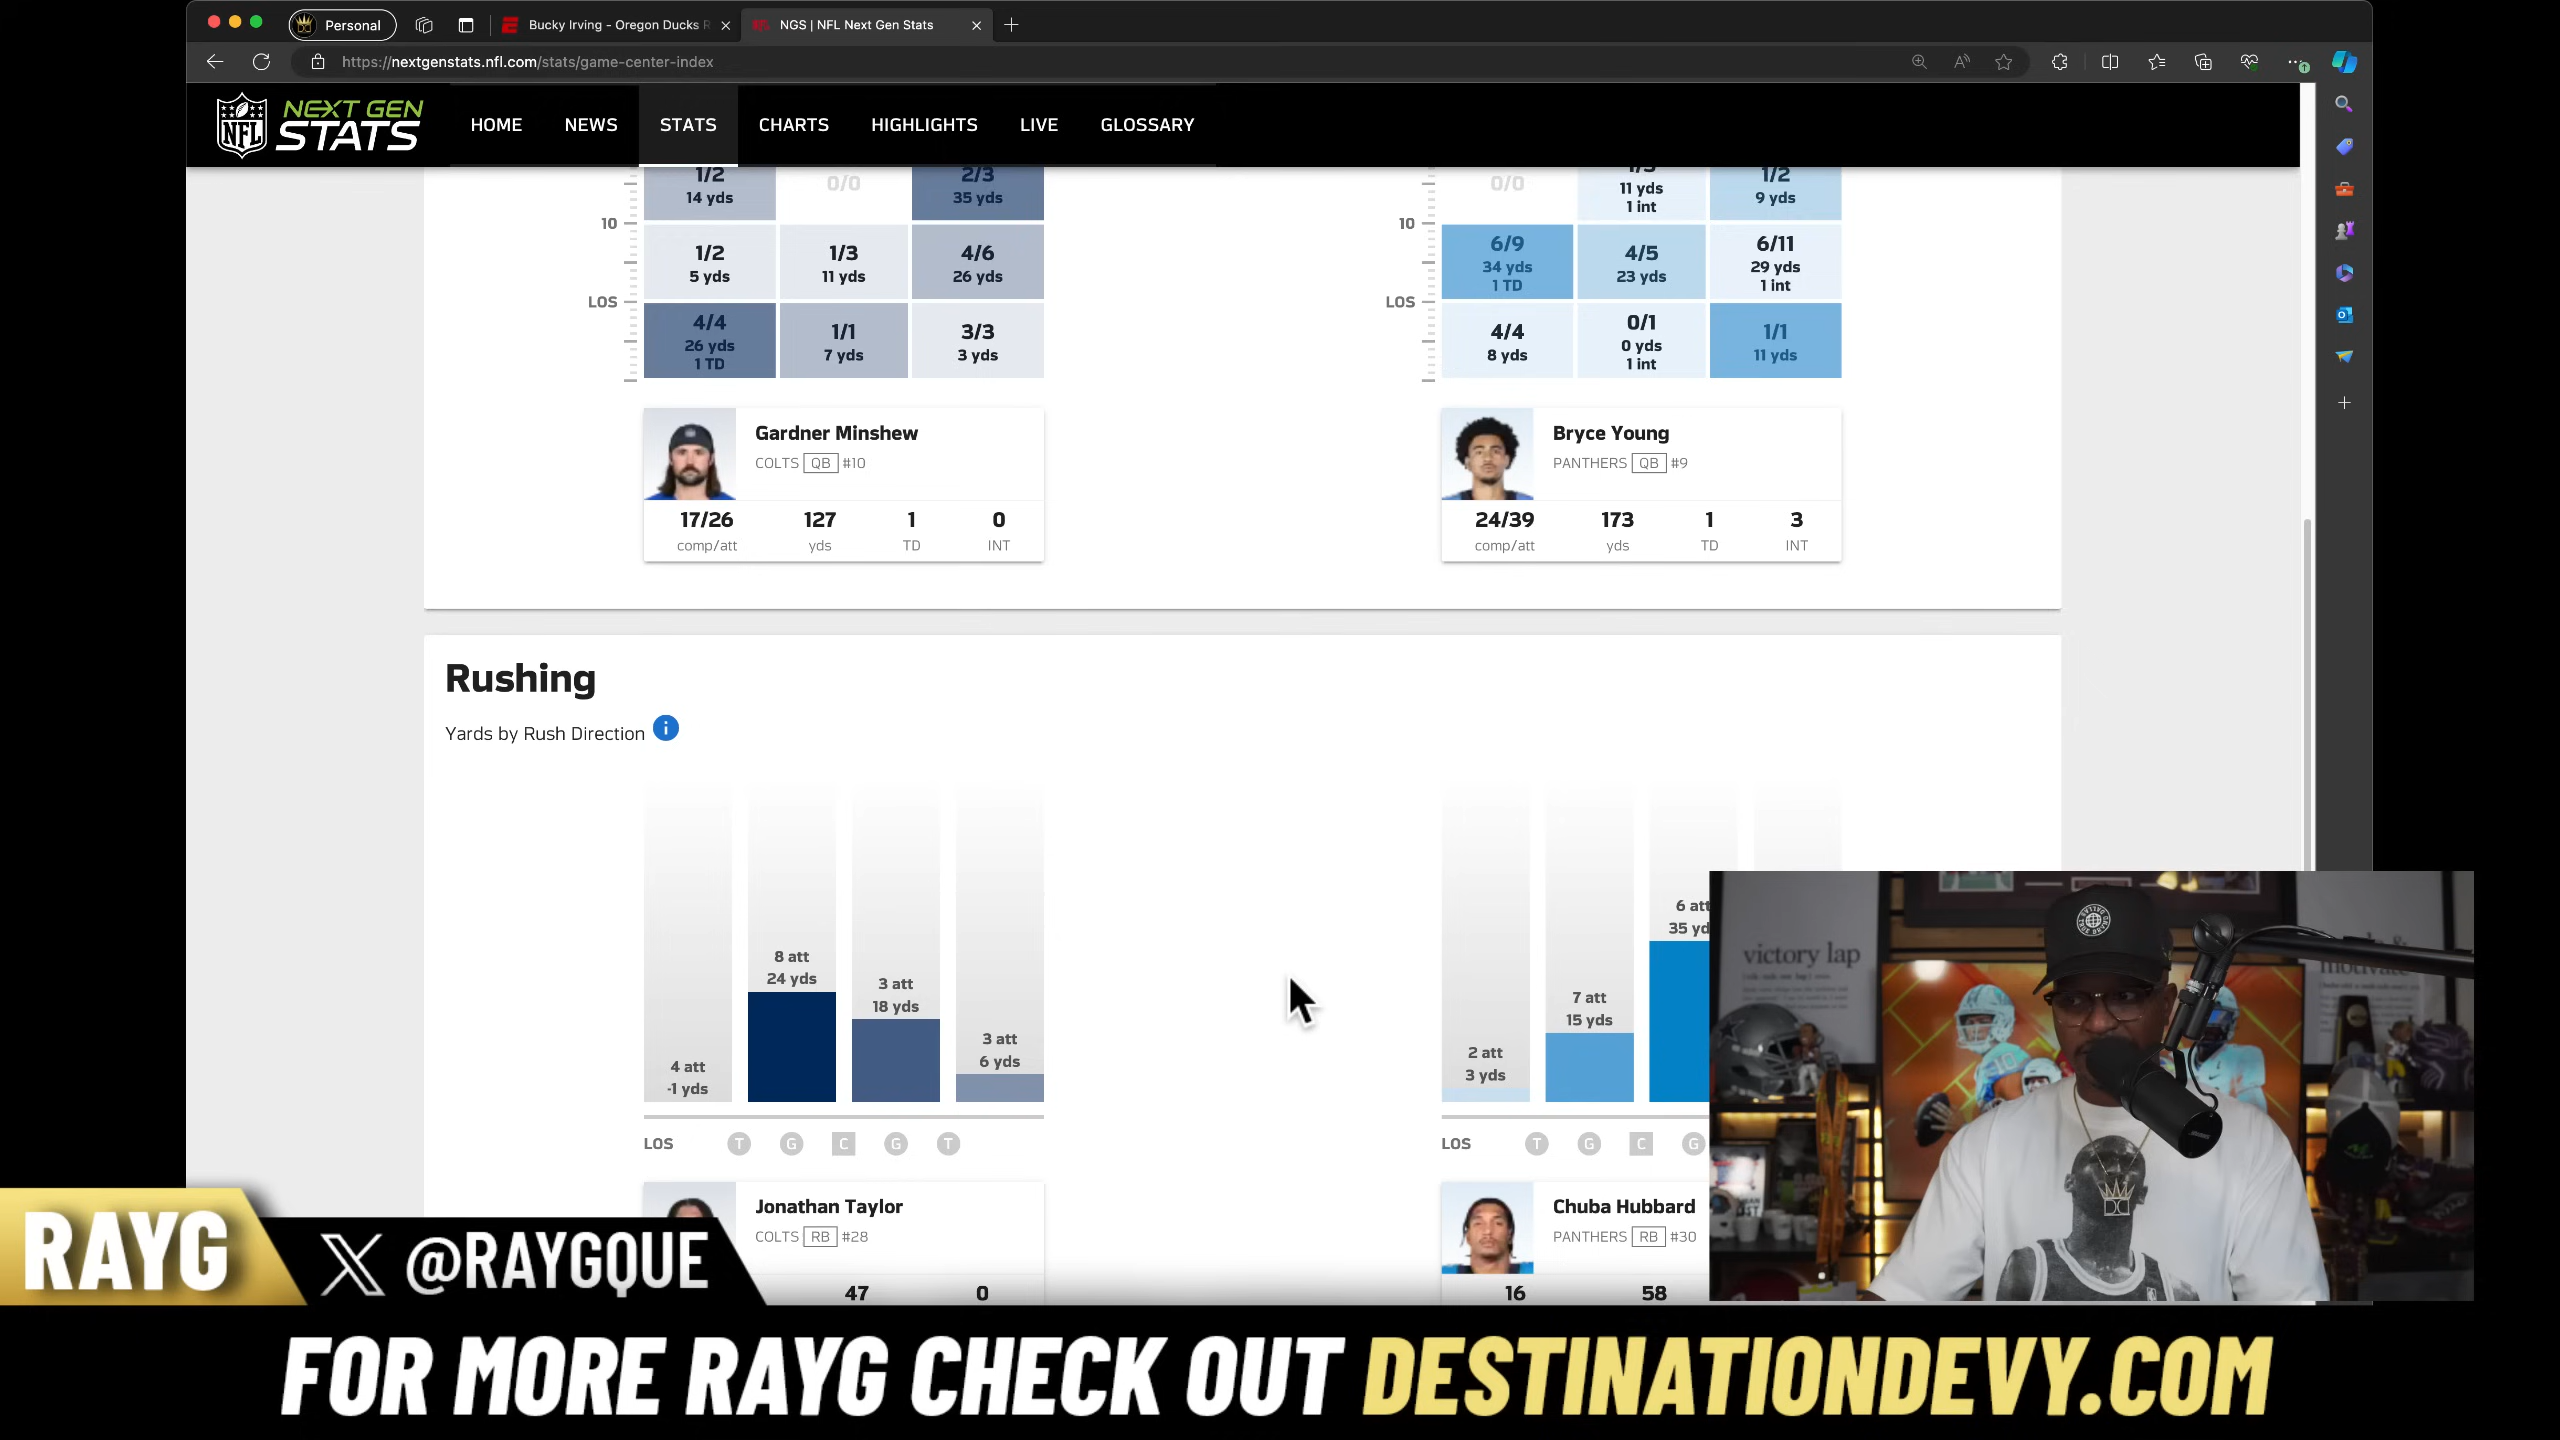 Personal
Bucky Irving - Oregon Ducks R
NGS | NFL Next Gen Stats
https://nextgenstats.nfl.com/stats/game-center-index
NFL
NEXT GEN
STATS
HOME
NEWS
STATS
CHARTS
HIGHLIGHTS
LIVE
GLOSSARY
1/2
14 yds
0/0
2/3
35 yds
10
1/2
5 yds
1/3
11 yds
4/6
26 yds
LOS
4/4
26 yds
1 TD
1/1
7 yds
3/3
3 yds
Gardner Minshew
COLTS QB #10
17/26 127 1 0
comp/att yds TD INT
0/0
11 yds
1 int
1/2
9 yds
10
6/9
34 yds
1 TD
4/5
23 yds
6/11
29 yds
1 int
LOS
4/4
8 yds
0/1
0 yds
1 int
1/1
11 yds
Bryce Young
PANTHERS QB #9
24/39 173 1 3
comp/att yds TD INT
Rushing
Yards by Rush Direction i
4 att
-1 yds
8 att
24 yds
3 att
18 yds
3 att
6 yds
LOS T G C G T
Jonathan Taylor
COLTS RB #28
47 0
2 att
3 yds
7 att
15 yds
6 att
35 yd
LOS T G C G
Chuba Hubbard
PANTHERS RB #30
16 58
victory lap
motivate
RAYG
X @RAYGQUE
FOR MORE RAYG CHECK OUT DESTINATIONDEVY.COM